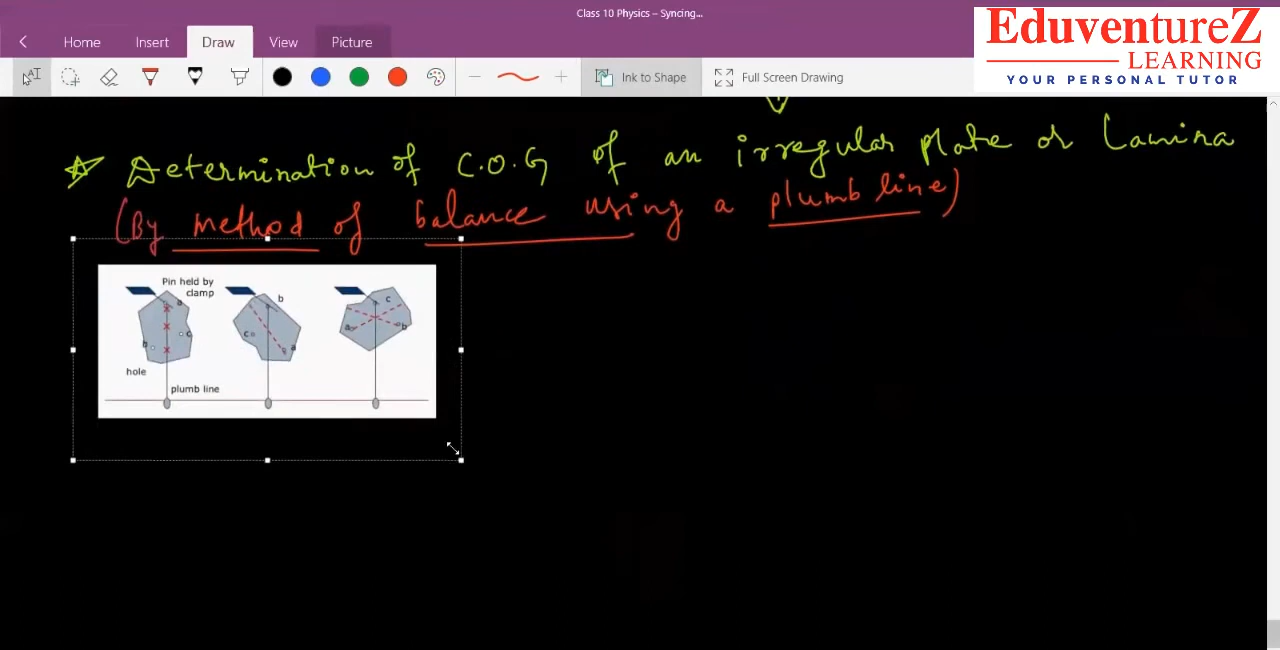 Class 10 Physics – Syncing...
EduventureZ
LEARNING
YOUR PERSONAL TUTOR
Home Insert Draw View Picture
Ink to Shape Full Screen Drawing
Determination of C.O.G of an irregular plate or Lamina
(By method of balance using a plumb line)
Pin held by
clamp
a
c
b
hole
plumb line
b
c
a
c
a
b